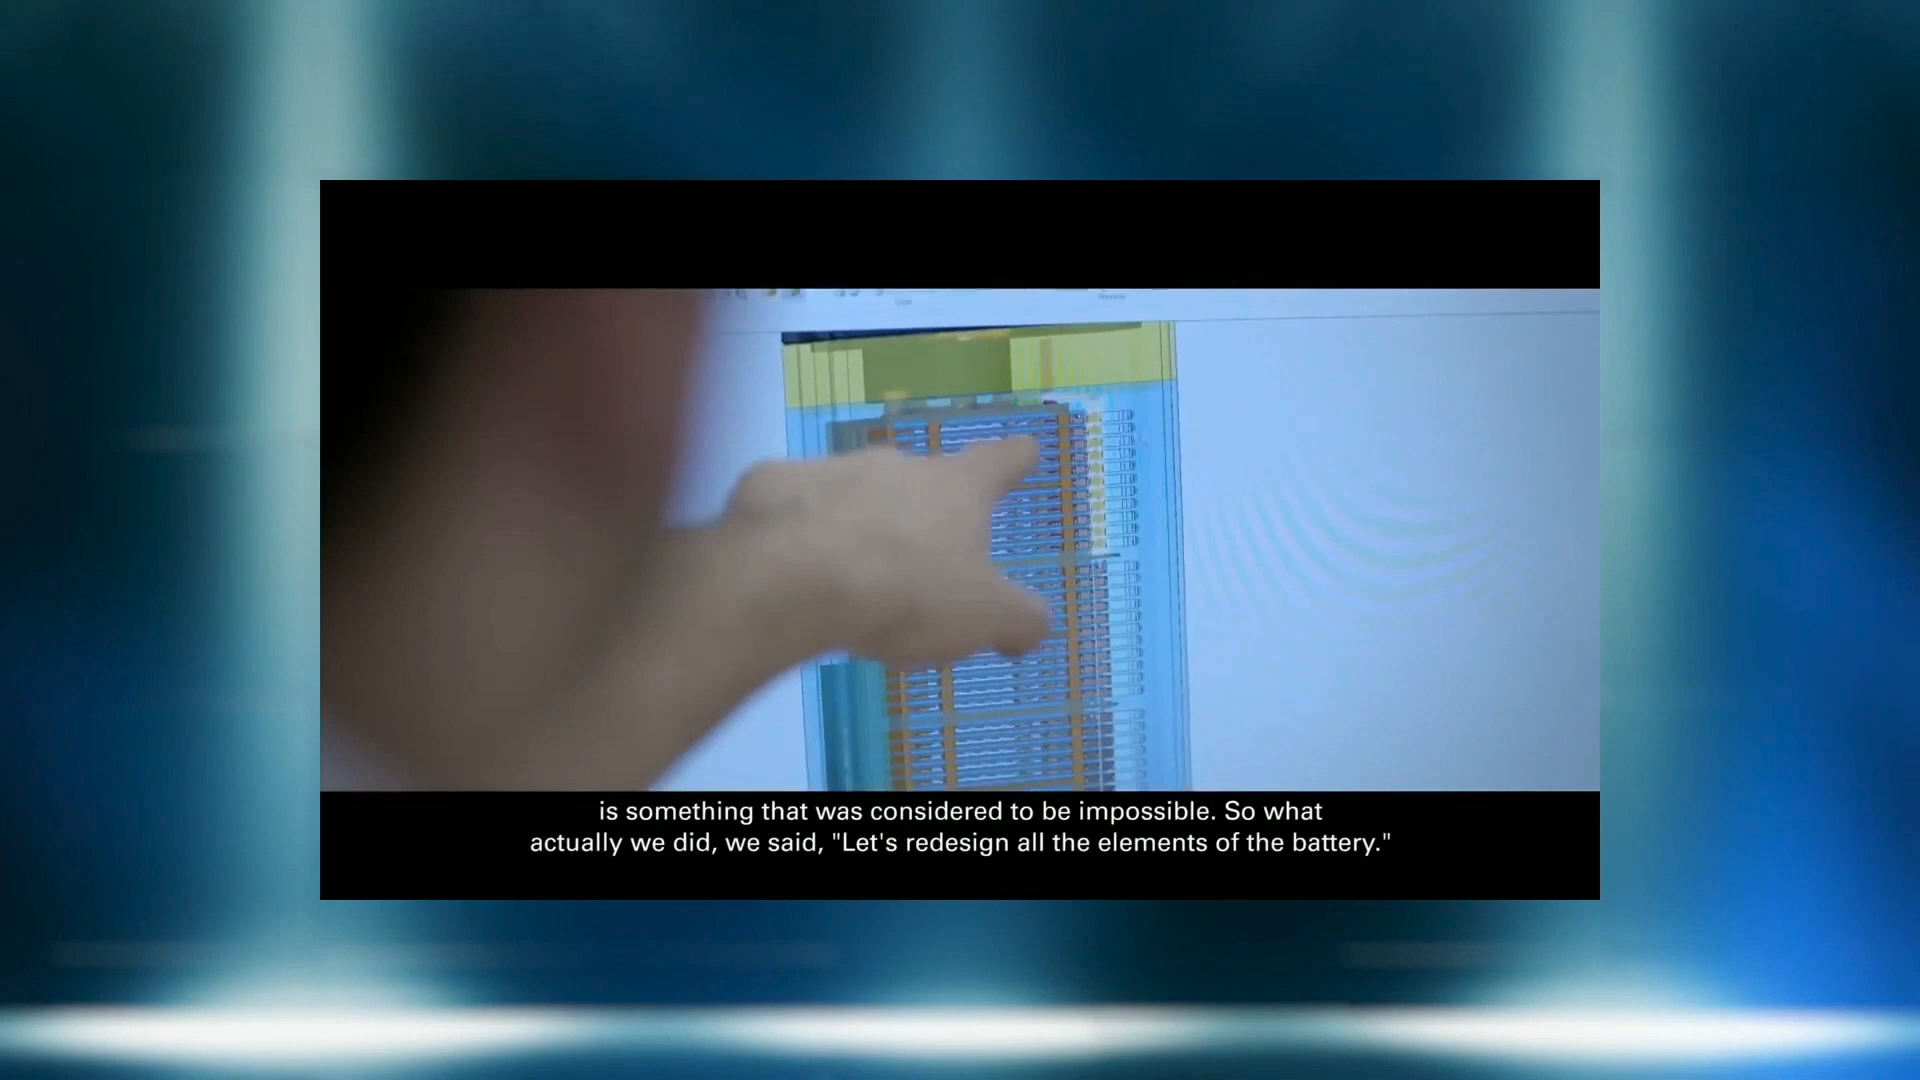 is something that was considered to be impossible. So what
actually we did, we said, "Let's redesign all the elements of the battery."